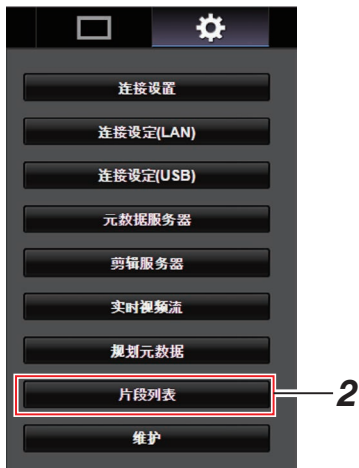 连接设置
连接设定(LAN)
连接设定(USB)
元数据服务器
剪辑服务器
实时视频流
规划元数据
片段列表
2
维护